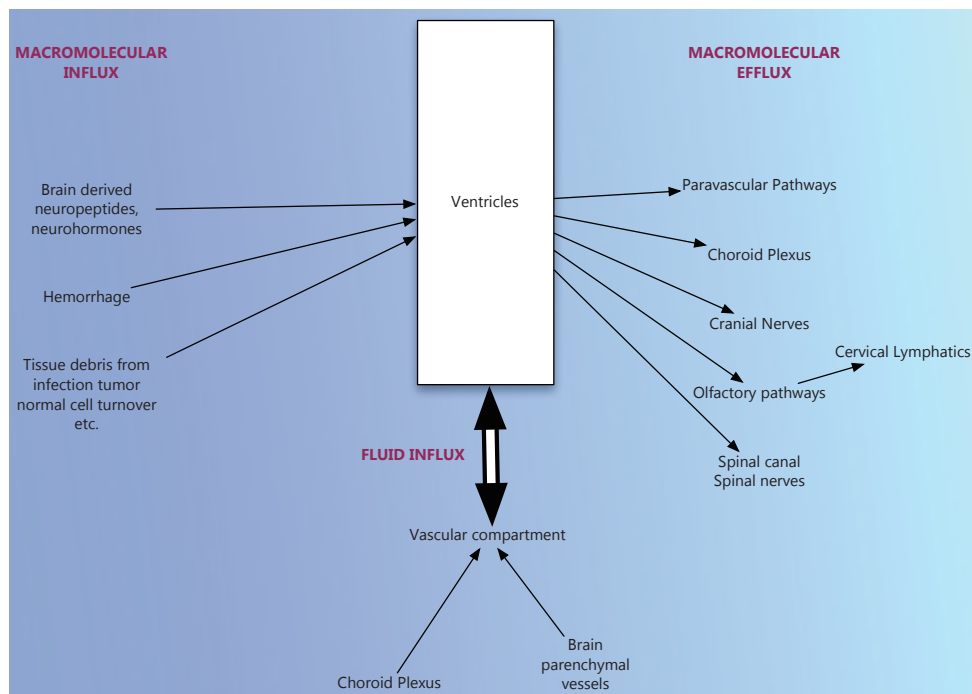 MACROMOLECULAR
INFLUX
MACROMOLECULAR
EFFLUX
Brain derived
neuropeptides,
neurohormones
Hemorrhage
Tissue debris from
infection tumor
normal cell turnover
etc.
Ventricles
Paravascular Pathways
Choroid Plexus
Cranial Nerves
Cervical Lymphatics
Olfactory pathways
Spinal canal
Spinal nerves
FLUID INFLUX
Vascular compartment
Choroid Plexus
Brain
parenchymal
vessels